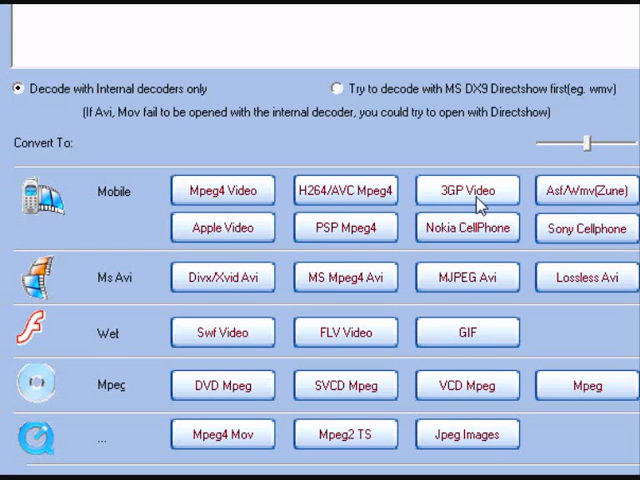 Decode with Internal decoders only Try to decode with MS DX9 Directshow first(eg. wmv)
(If Avi, Mov fail to be opened with the internal decoder, you could try to open with Directshow)
Convert To:
Mobile Mpeg4 Video H264/AVC Mpeg4 3GP Video Asf/Wmv(Zune)
Apple Video PSP Mpeg4 Nokia CellPhone Sony Cellphone
Ms Avi Divx/Xvid Avi MS Mpeg4 Avi MJPEG Avi Lossless Avi
Wet Swf Video FLV Video GIF
Mpeg DVD Mpeg SVCD Mpeg VCD Mpeg Mpeg
... Mpeg4 Mov Mpeg2 TS Jpeg Images